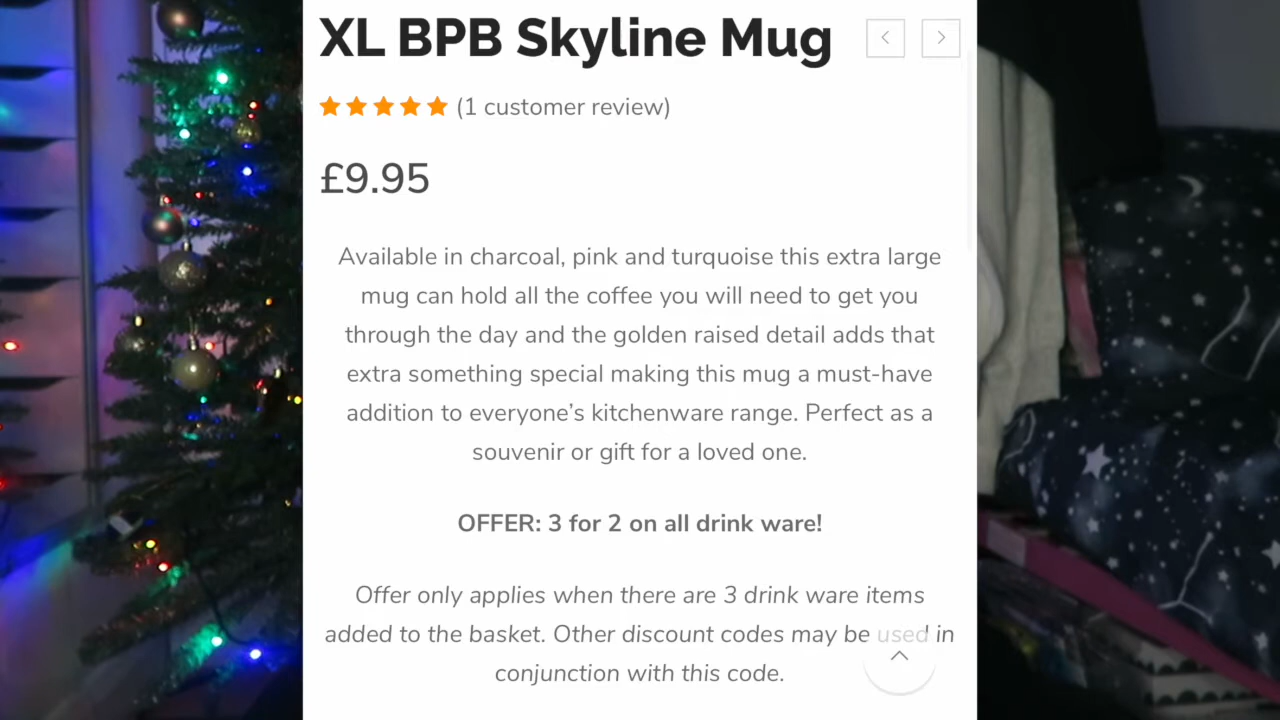 XL BPB Skyline Mug
(1 customer review)
£9.95
Available in charcoal, pink and turquoise this extra large
mug can hold all the coffee you will need to get you
through the day and the golden raised detail adds that
extra something special making this mug a must-have
addition to everyone’s kitchenware range. Perfect as a
souvenir or gift for a loved one.
OFFER: 3 for 2 on all drink ware!
Offer only applies when there are 3 drink ware items
added to the basket. Other discount codes may be used in
conjunction with this code.